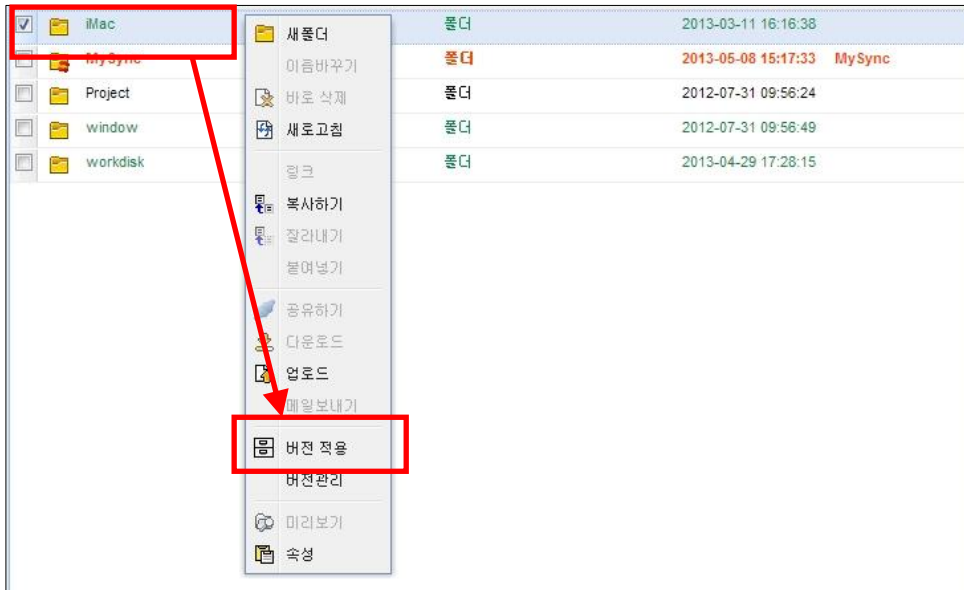 iMac 폴더 2013-03-11 16:16:38
MySync 폴더 2013-05-08 15:17:33 MySync
Project 폴더 2012-07-31 09:56:24
window 폴더 2012-07-31 09:56:49
workdisk 폴더 2013-04-29 17:28:15
새폴더
이름바꾸기
바로 삭제
새로고침
링크
복사하기
잘라내기
붙여넣기
공유하기
다운로드
업로드
메일보내기
버전 적용
버전관리
미리보기
속성